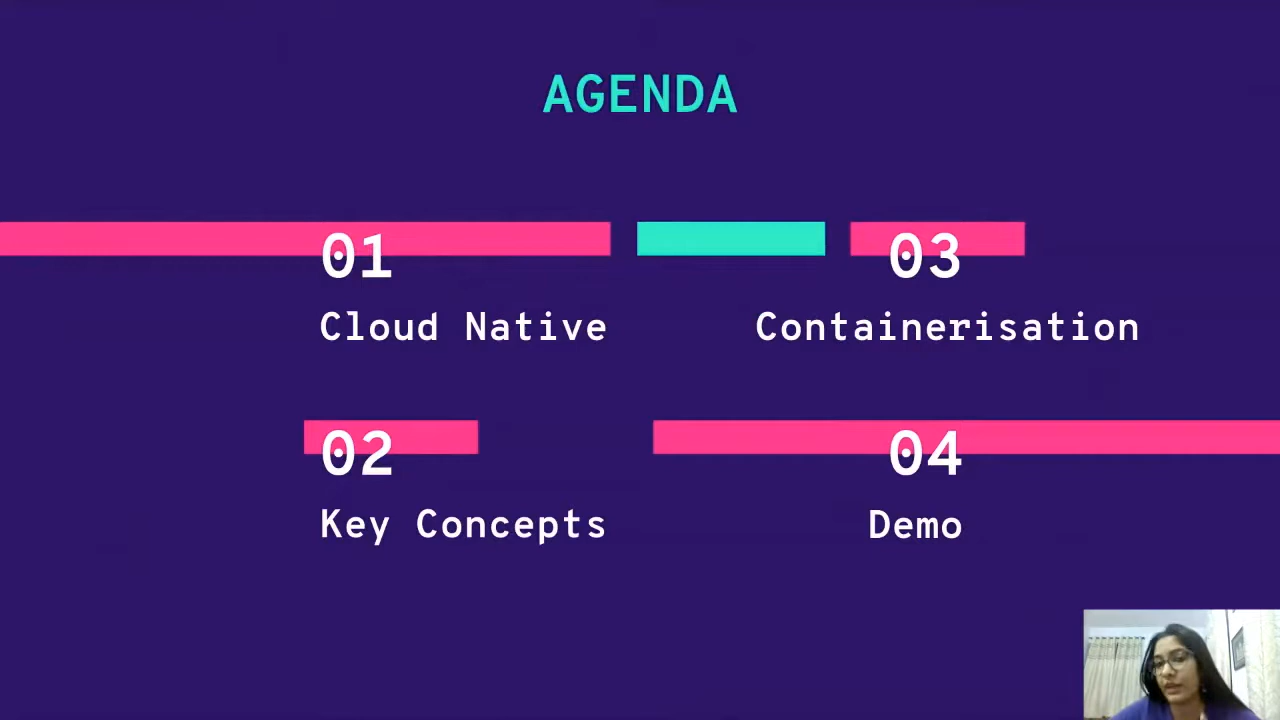 AGENDA
01
Cloud Native
02
Key Concepts
03
Containerisation
04
Demo